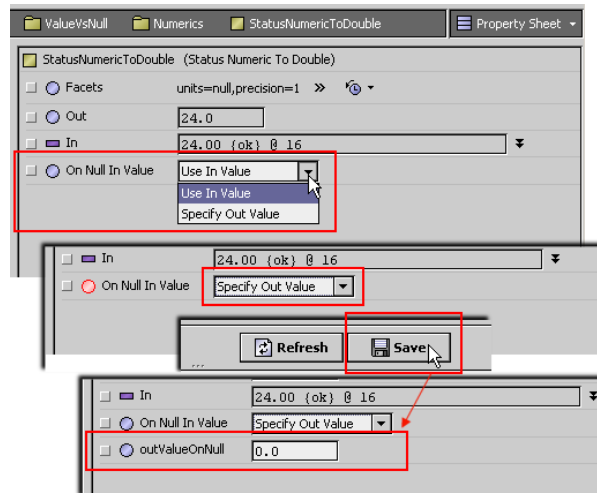 ValueVsNull Numerics StatusNumericToDouble Property Sheet
StatusNumericToDouble (Status Numeric To Double)
Facets units=null,precision=1 »
Out 24.0
In 24.00 {ok} @ 16
On Null In Value Use In Value
Use In Value
Specify Out Value
In 24.00 {ok} @ 16
On Null In Value Specify Out Value
Refresh Save
...
In 24.00 {ok} @ 16
On Null In Value Specify Out Value
outValueOnNull 0.0